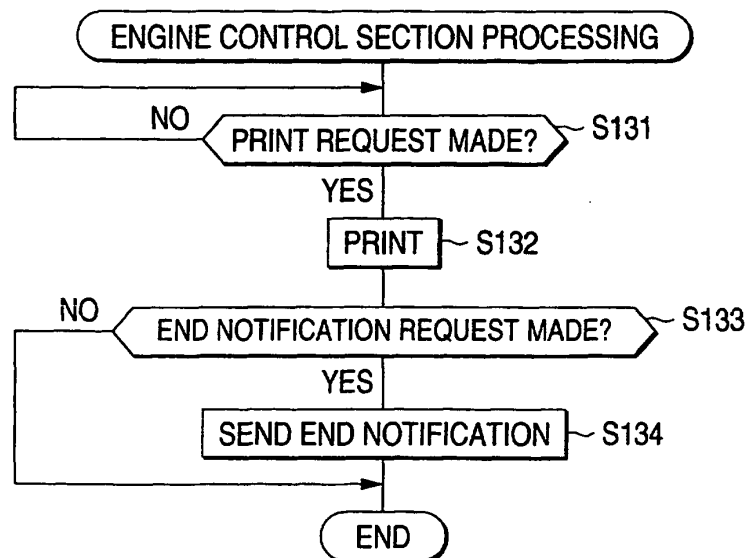 ENGINE CONTROL SECTION PROCESSING
NO
PRINT REQUEST MADE?
S131
YES
PRINT
S132
NO
END NOTIFICATION REQUEST MADE?
S133
YES
SEND END NOTIFICATION
S134
END